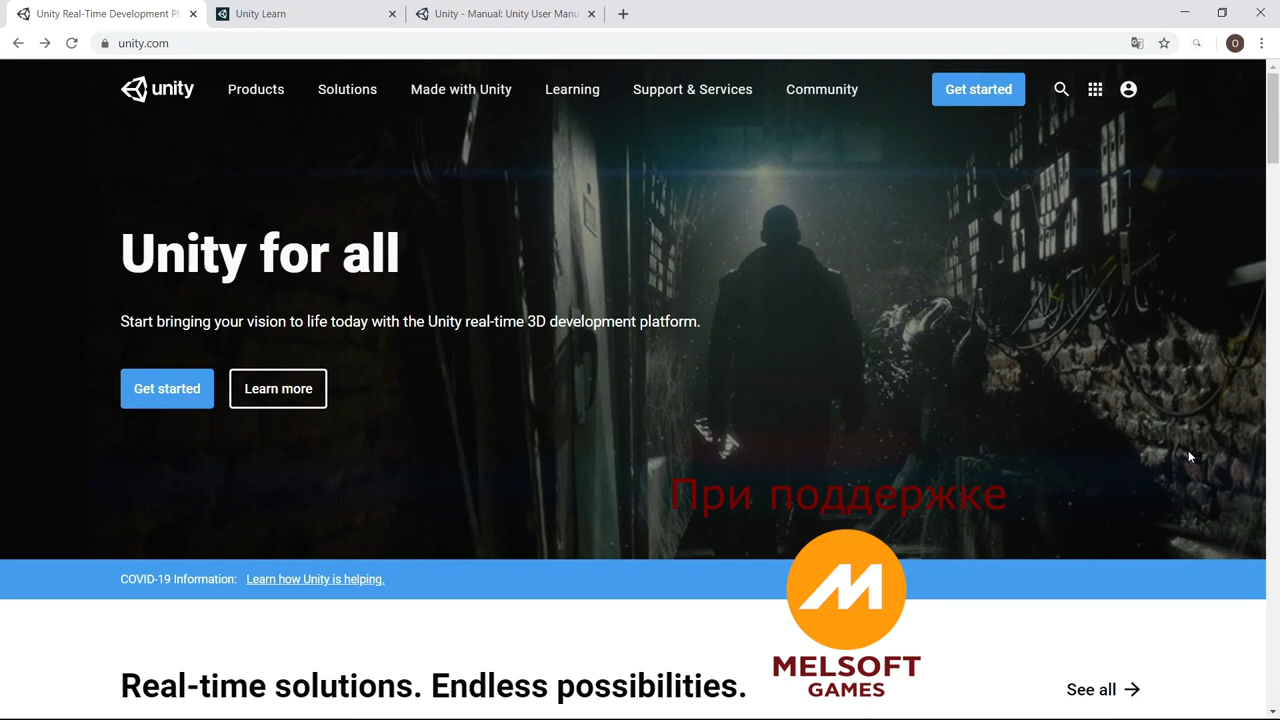 Unity Real-Time Development Pl
Unity Learn
Unity - Manual: Unity User Manu
unity.com
O
unity
Products
Solutions
Made with Unity
Learning
Support & Services
Community
Get started
Unity for all
Start bringing your vision to life today with the Unity real-time 3D development platform.
Get started
Learn more
При поддержке
COVID-19 Information: Learn how Unity is helping.
MELSOFT
GAMES
Real-time solutions. Endless possibilities.
See all